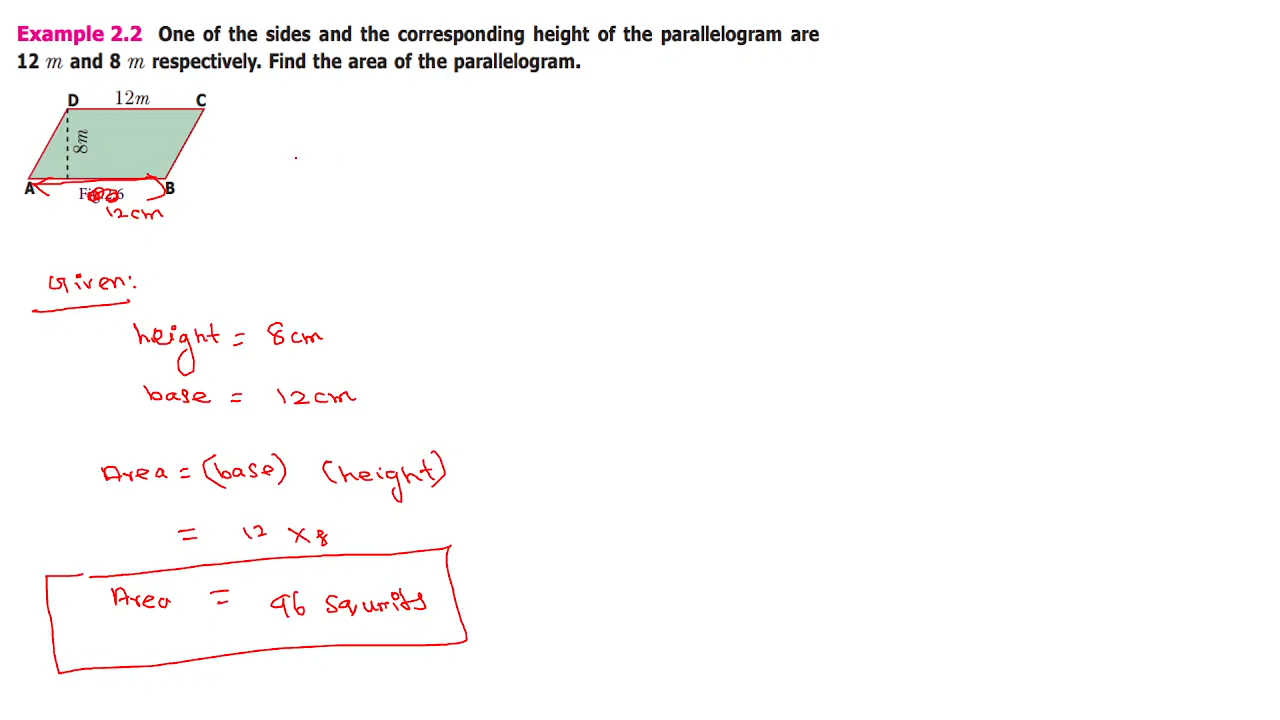 Example 2.2 One of the sides and the corresponding height of the parallelogram are
12 m and 8 m respectively. Find the area of the parallelogram.
D 12m C
8m
A B
12cm
Given:
height = 8cm
base = 12cm
Area = (base) (height)
= 12 x 8
Area = 96 sq units